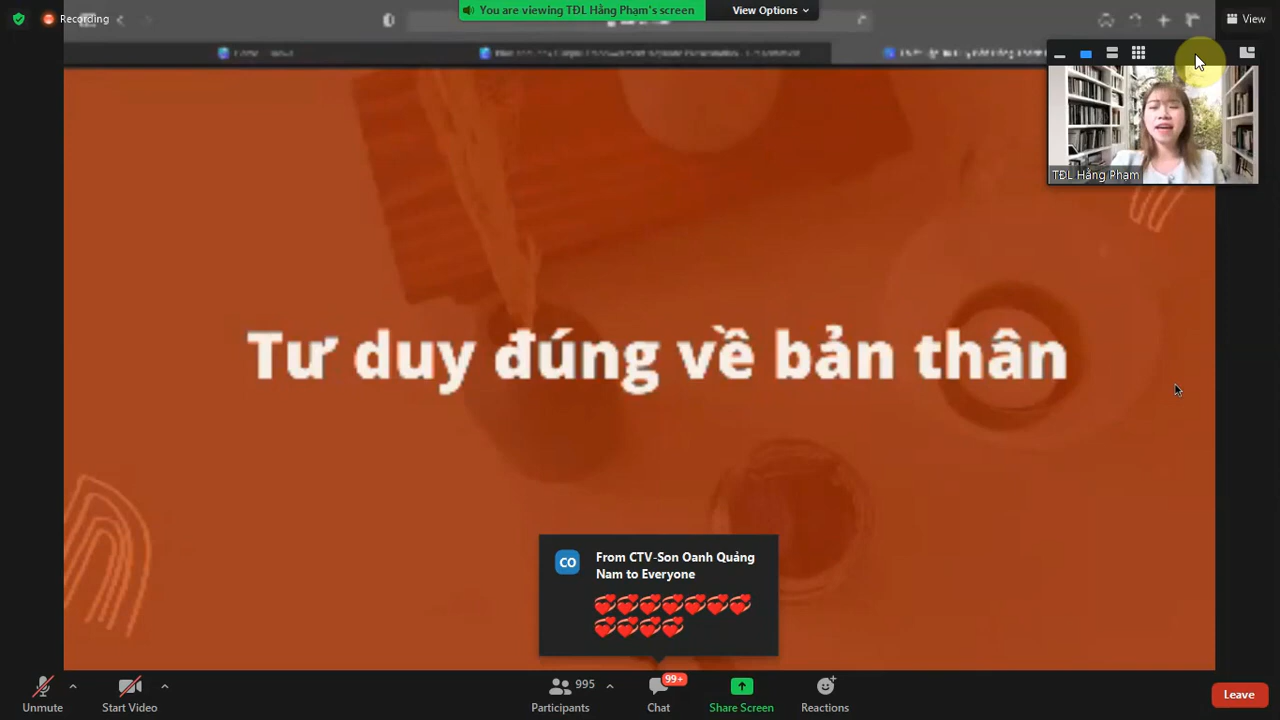 Recording
You are viewing TĐL Hằng Phạm's screen
View Options
View
TĐL Hằng Phạm
Tư duy đúng về bản thân
CO
From CTV-Son Oanh Quảng
Nam to Everyone
995
99+
Unmute
Start Video
Participants
Chat
Share Screen
Reactions
Leave